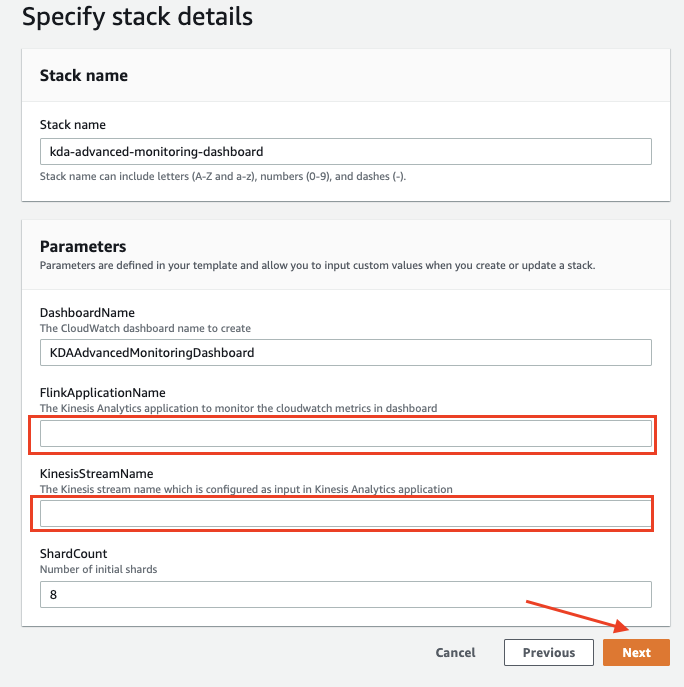 Specify stack details
Stack name
Stack name
kda-advanced-monitoring-dashboard
Stack name can include letters (A-Z and a-z), numbers (0-9), and dashes (-).
Parameters
Parameters are defined in your template and allow you to input custom values when you create or update a stack.
DashboardName
The CloudWatch dashboard name to create
KDAAdvancedMonitoringDashboard
FlinkApplicationName
The Kinesis Analytics application to monitor the cloudwatch metrics in dashboard
KinesisStreamName
The Kinesis stream name which is configured as input in Kinesis Analytics application
ShardCount
Number of initial shards
8
Cancel Previous Next